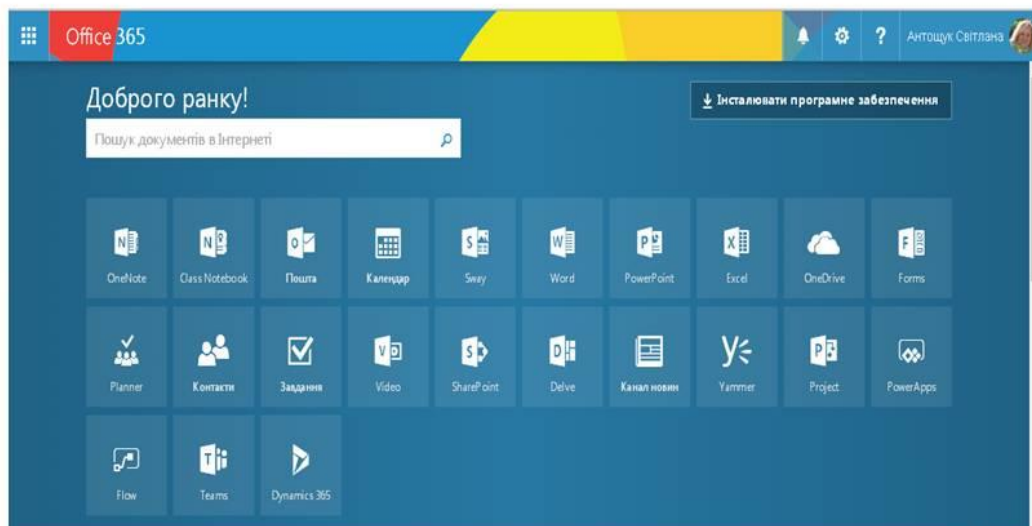 Office 365 ? Антощук Світлана
Доброго ранку!
Інсталювати програмне забезпечення
Пошук документів в Інтернеті
OneNote Class Notebook Пошта Календар Sway Word PowerPoint Excel OneDrive Forms
Planner Контакти Завдання Video SharePoint Delve Канал новин Yammer Project PowerApps
Flow Teams Dynamics 365